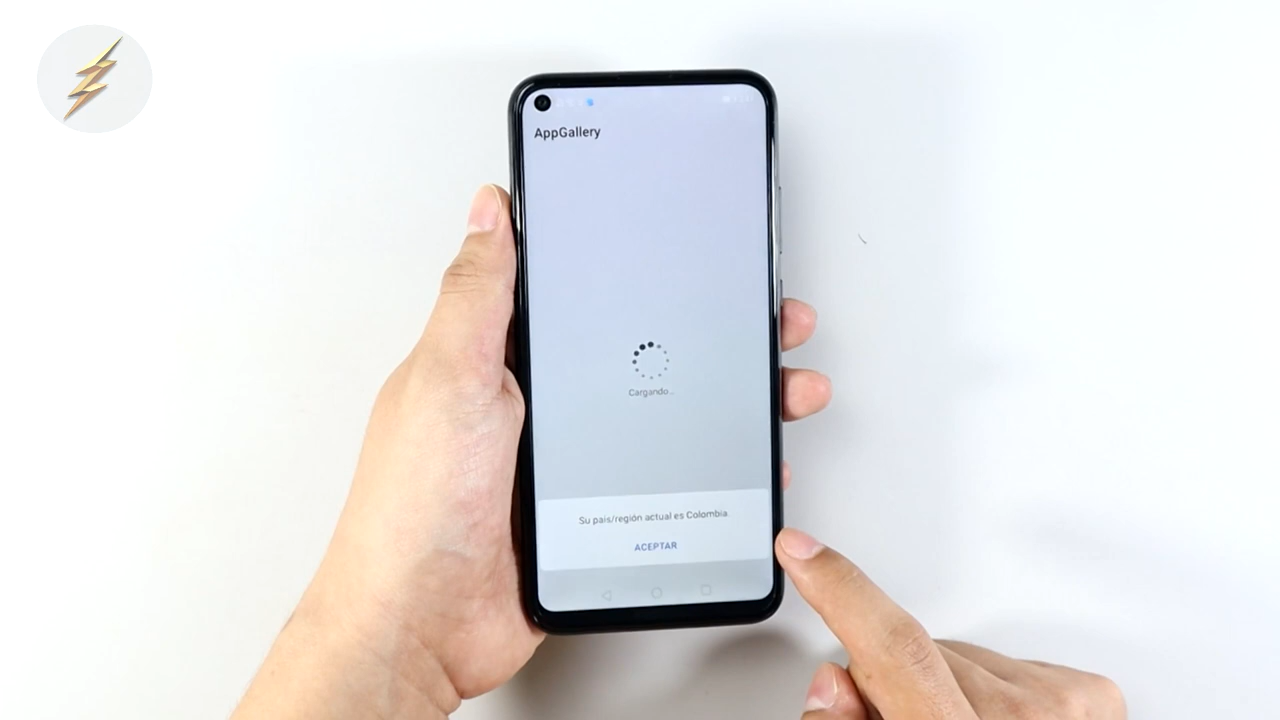 AppGallery
Cargando...
Su país/región actual es Colombia.
ACEPTAR